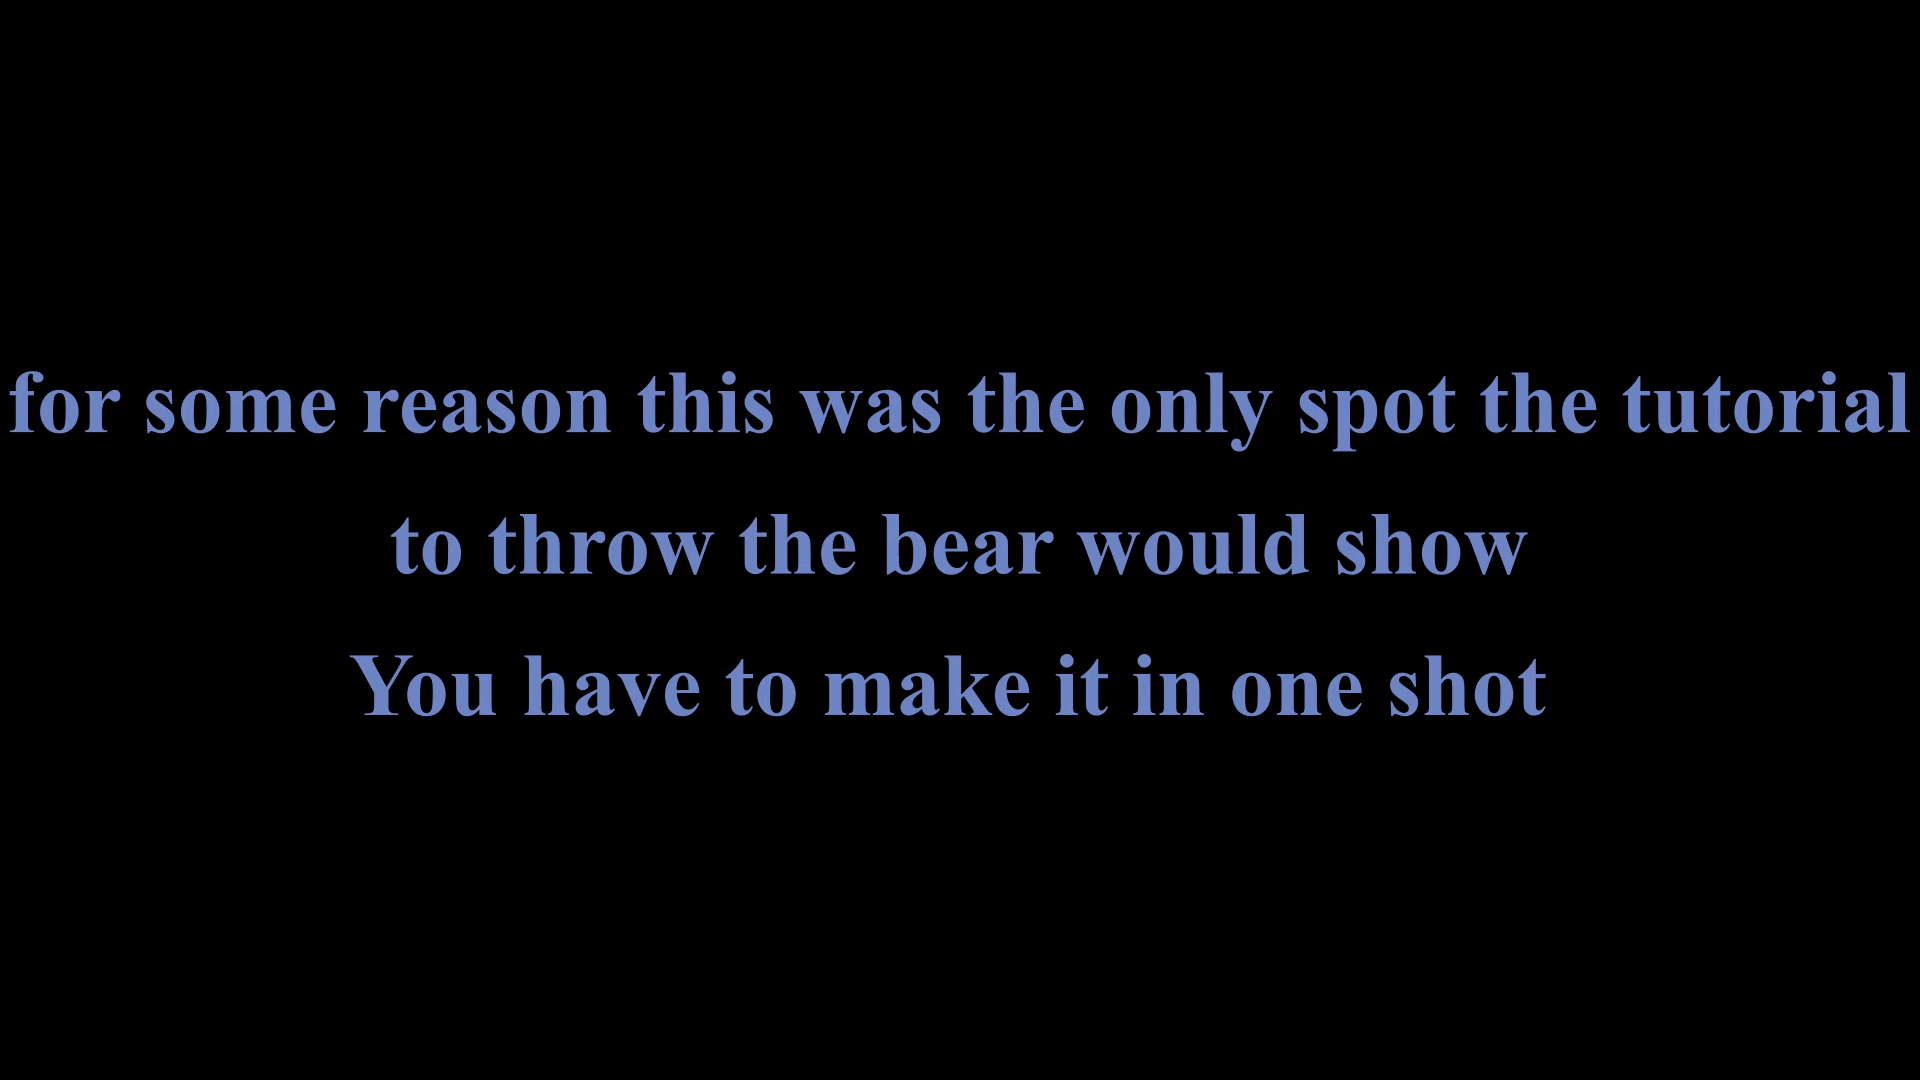 for some reason this was the only spot the tutorial
to throw the bear would show
You have to make it in one shot